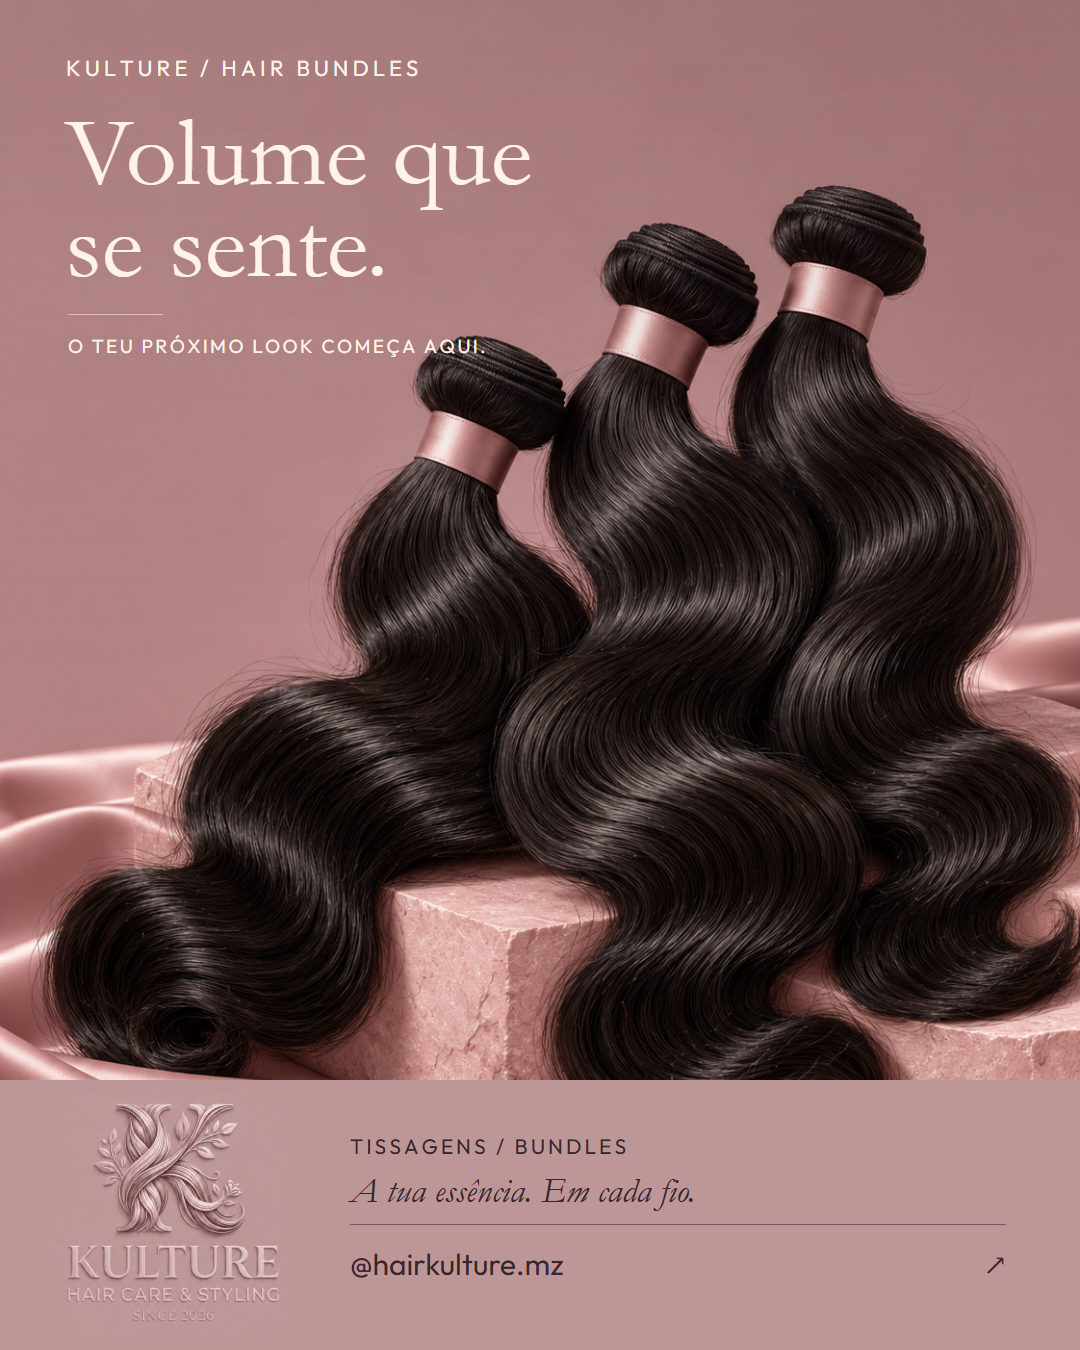 KULTURE / HAIR BUNDLES
Volume que
se sente.
O TEU PRÓXIMO LOOK COMEÇA AQUI.
TISSAGENS / BUNDLES
A tua essência. Em cada fio.
@hairkulture.mz
K
KULTURE
HAIR CARE & STYLING
SINCE 2026